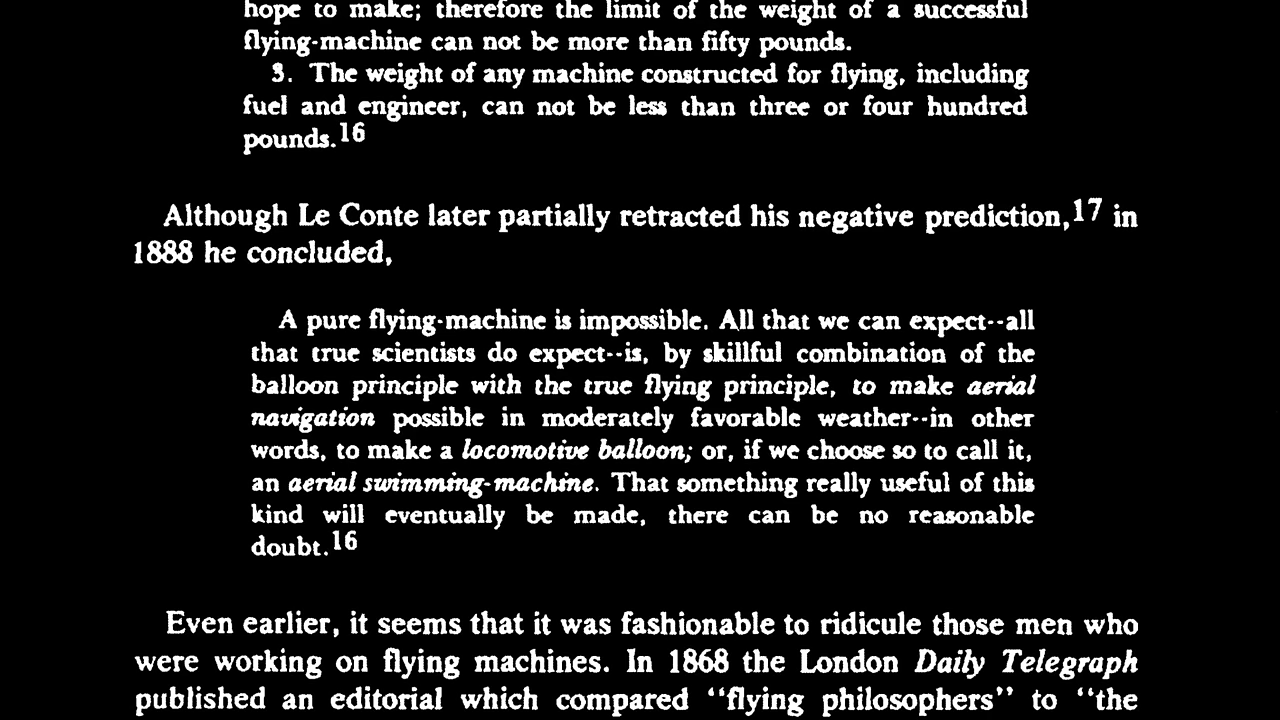 hope to make; therefore the limit of the weight of a successful
flying-machine can not be more than fifty pounds.
3. The weight of any machine constructed for flying, including
fuel and engineer, can not be less than three or four hundred
pounds.16
Although Le Conte later partially retracted his negative prediction,17 in
1888 he concluded,
A pure flying-machine is impossible. All that we can expect--all
that true scientists do expect--is, by skillful combination of the
balloon principle with the true flying principle, to make aerial
navigation possible in moderately favorable weather--in other
words, to make a locomotive balloon; or, if we choose so to call it,
an aerial swimming-machine. That something really useful of this
kind will eventually be made, there can be no reasonable
doubt.16
Even earlier, it seems that it was fashionable to ridicule those men who
were working on flying machines. In 1868 the London Daily Telegraph
published an editorial which compared "flying philosophers" to "the